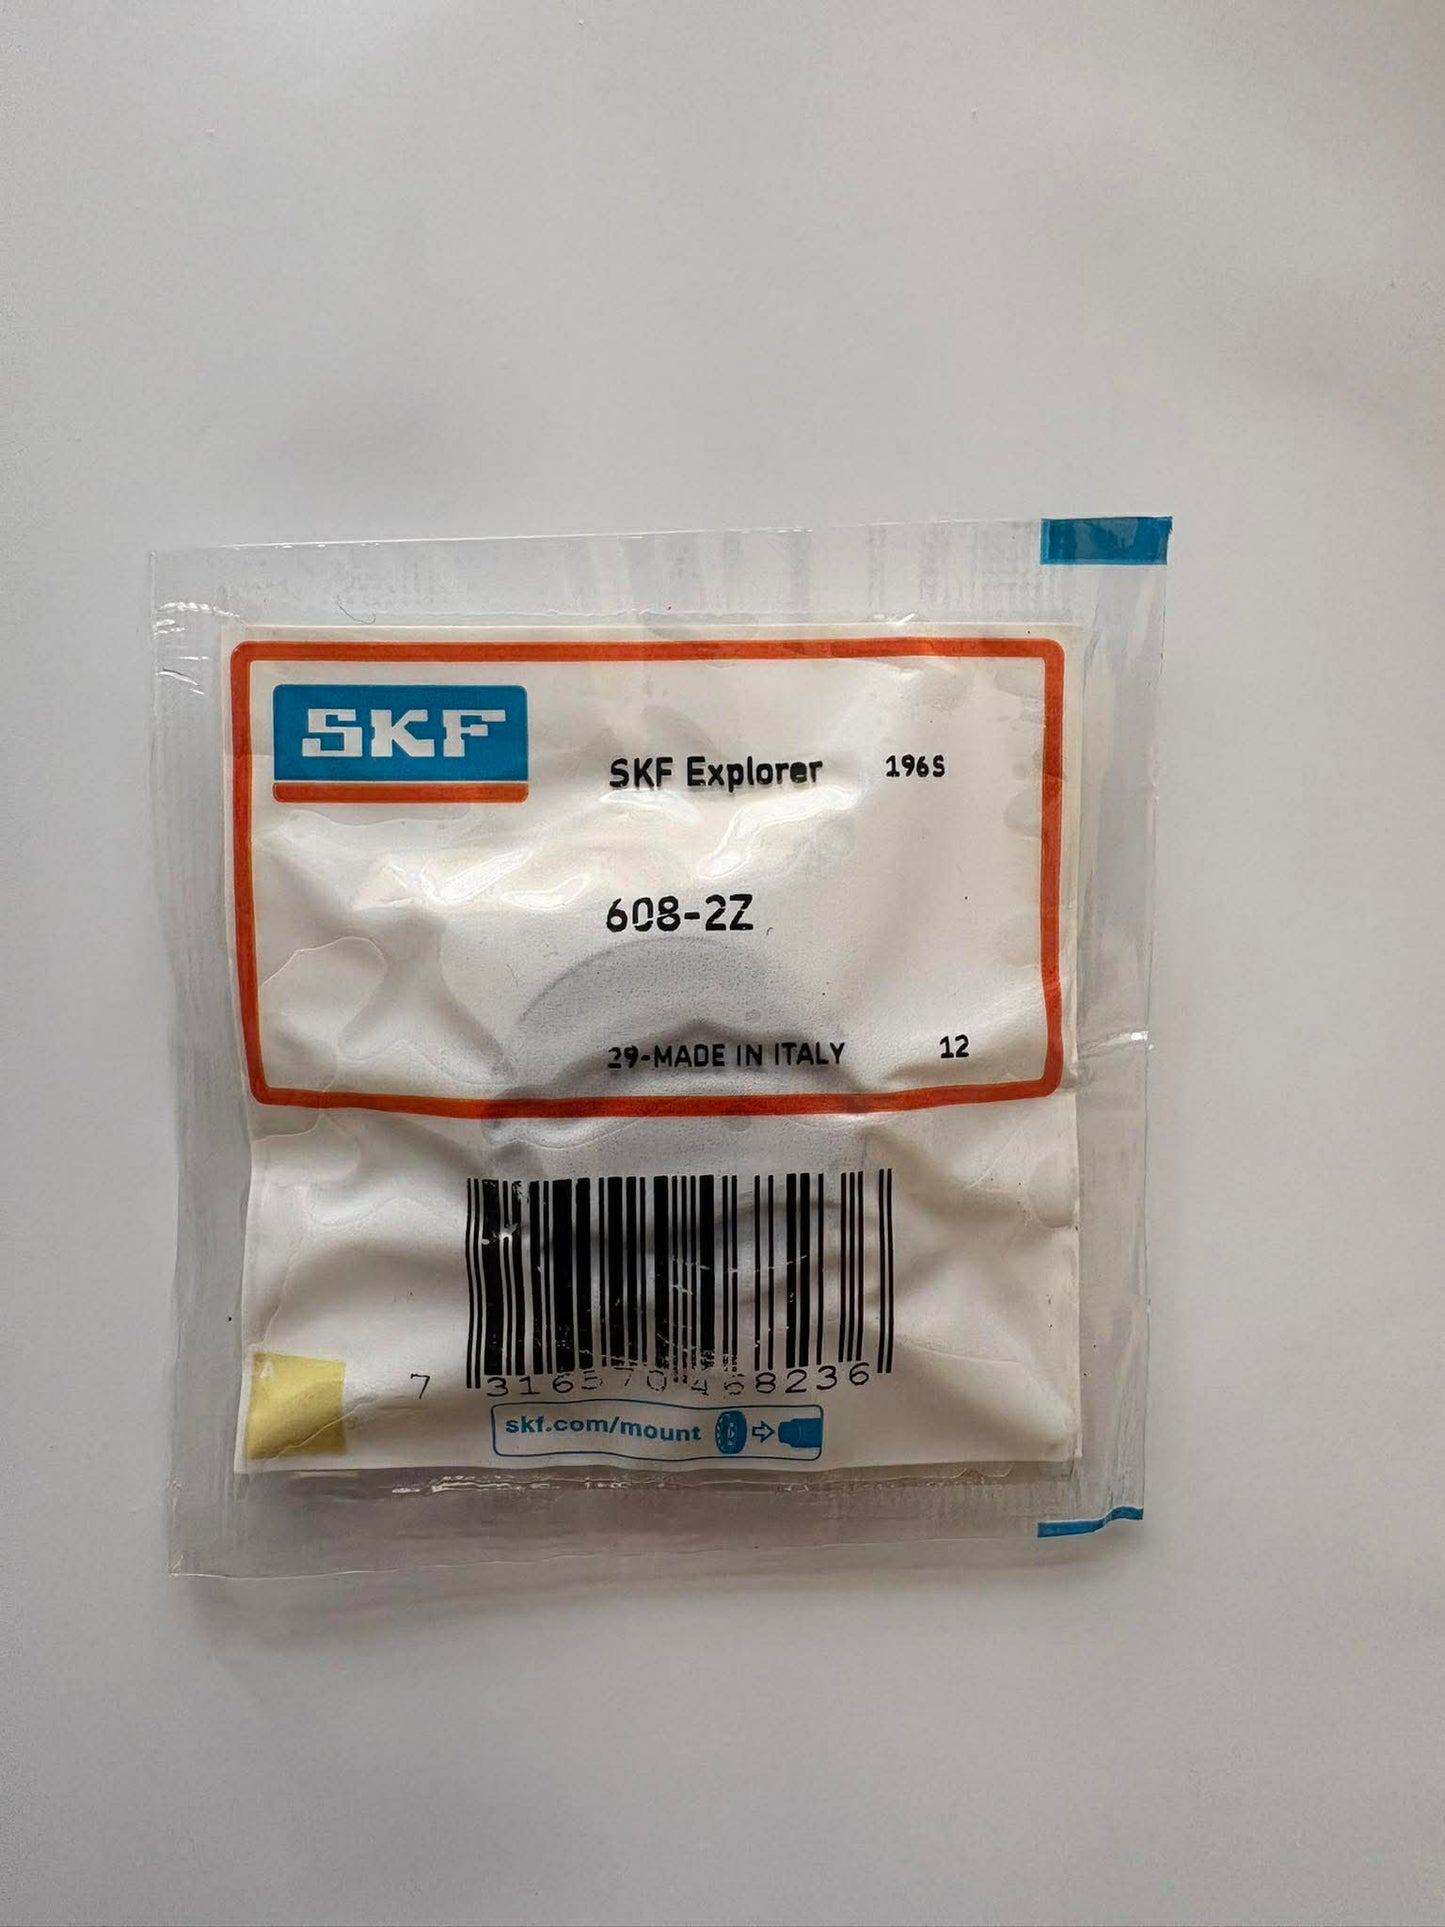 SKF
SKF Explorer 196S
608-2Z
29-MADE IN ITALY 12
7 316570 468236
skf.com/mount